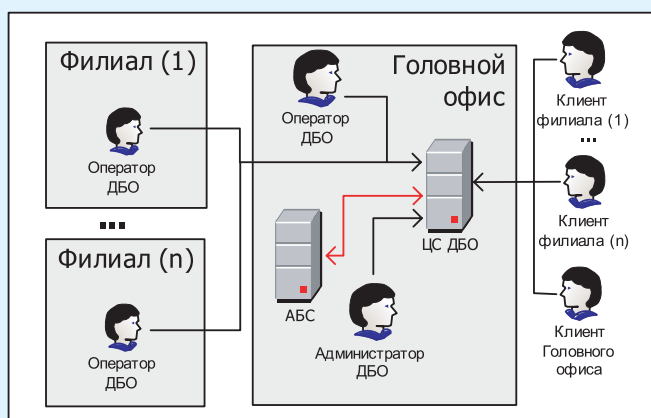 Филиал (1)
Оператор
ДБО
...
Филиал (n)
Оператор
ДБО
Головной
офис
Оператор
ДБО
ЦС ДБО
АБС
Администратор
ДБО
Клиент
филиала (1)
...
Клиент
филиала (n)
Клиент
Головного
офиса